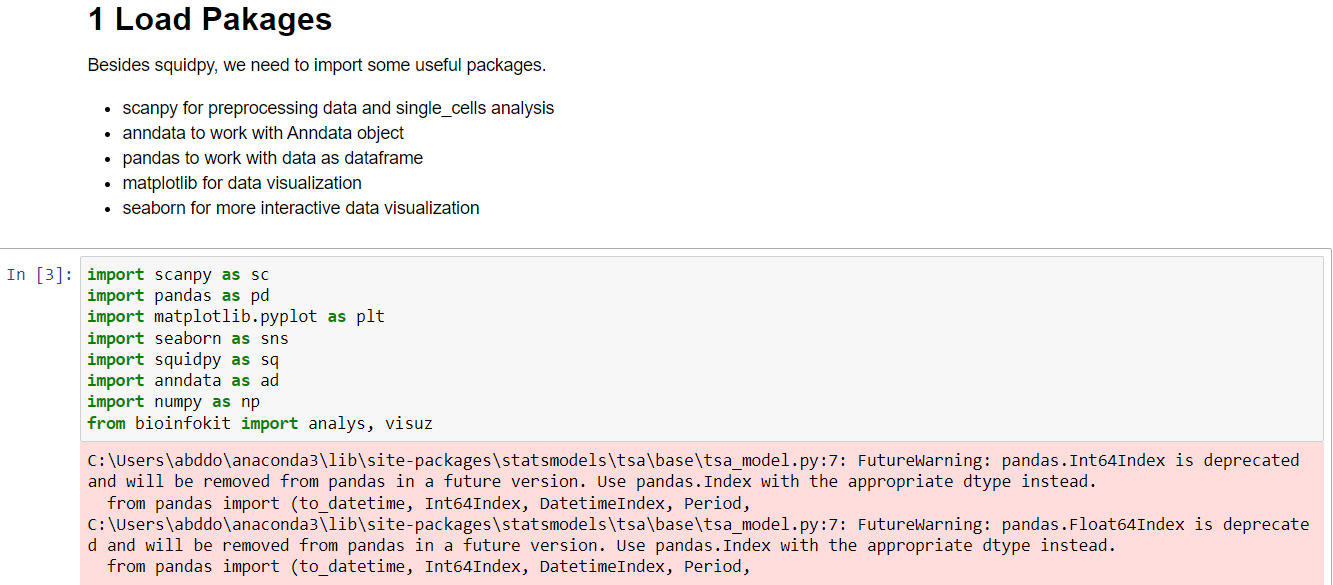 1 Load Pakages
Besides squidpy, we need to import some useful packages.
• scanpy for preprocessing data and single_cells analysis
• anndata to work with Anndata object
• pandas to work with data as dataframe
• matplotlib for data visualization
• seaborn for more interactive data visualization
In [3]: import scanpy as sc
import pandas as pd
import matplotlib.pyplot as plt
import seaborn as sns
import squidpy as sq
import anndata as ad
import numpy as np
from bioinfokit import analys, visuz
C:\Users\abddo\anaconda3\lib\site-packages\statsmodels\tsa\base\tsa_model.py:7: FutureWarning: pandas.Int64Index is deprecated
and will be removed from pandas in a future version. Use pandas.Index with the appropriate dtype instead.
  from pandas import (to_datetime, Int64Index, DatetimeIndex, Period,
C:\Users\abddo\anaconda3\lib\site-packages\statsmodels\tsa\base\tsa_model.py:7: FutureWarning: pandas.Float64Index is deprecate
d and will be removed from pandas in a future version. Use pandas.Index with the appropriate dtype instead.
  from pandas import (to_datetime, Int64Index, DatetimeIndex, Period,